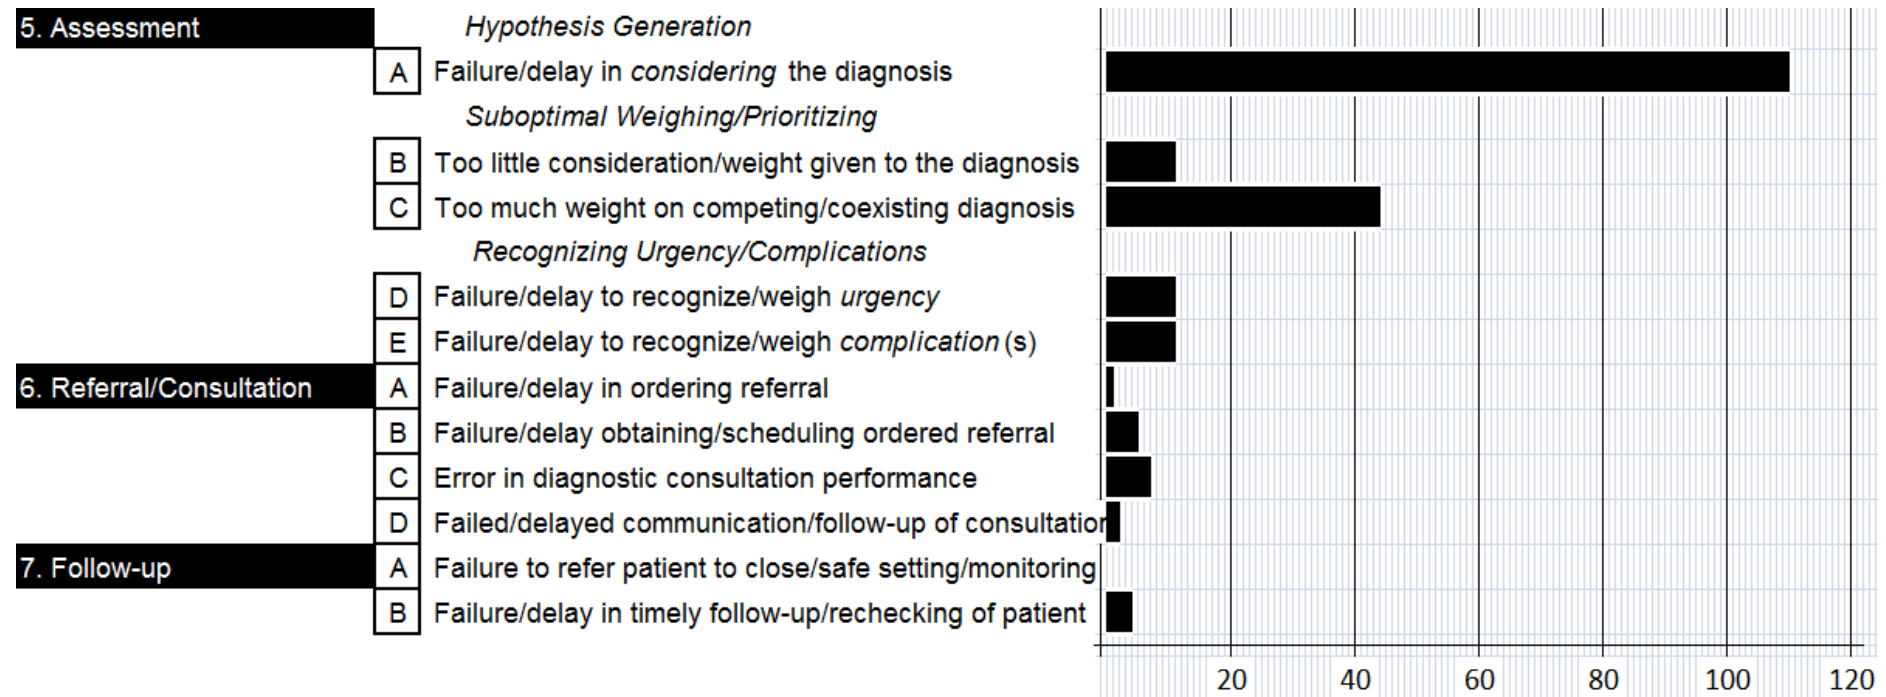 5. Assessment Hypothesis Generation
A Failure/delay in considering the diagnosis
Suboptimal Weighing/Prioritizing
B Too little consideration/weight given to the diagnosis
C Too much weight on competing/coexisting diagnosis
Recognizing Urgency/Complications
D Failure/delay to recognize/weigh urgency
E Failure/delay to recognize/weigh complication(s)
6. Referral/Consultation A Failure/delay in ordering referral
B Failure/delay obtaining/scheduling ordered referral
C Error in diagnostic consultation performance
D Failed/delayed communication/follow-up of consultation
7. Follow-up A Failure to refer patient to close/safe setting/monitoring
B Failure/delay in timely follow-up/rechecking of patient
20 40 60 80 100 120